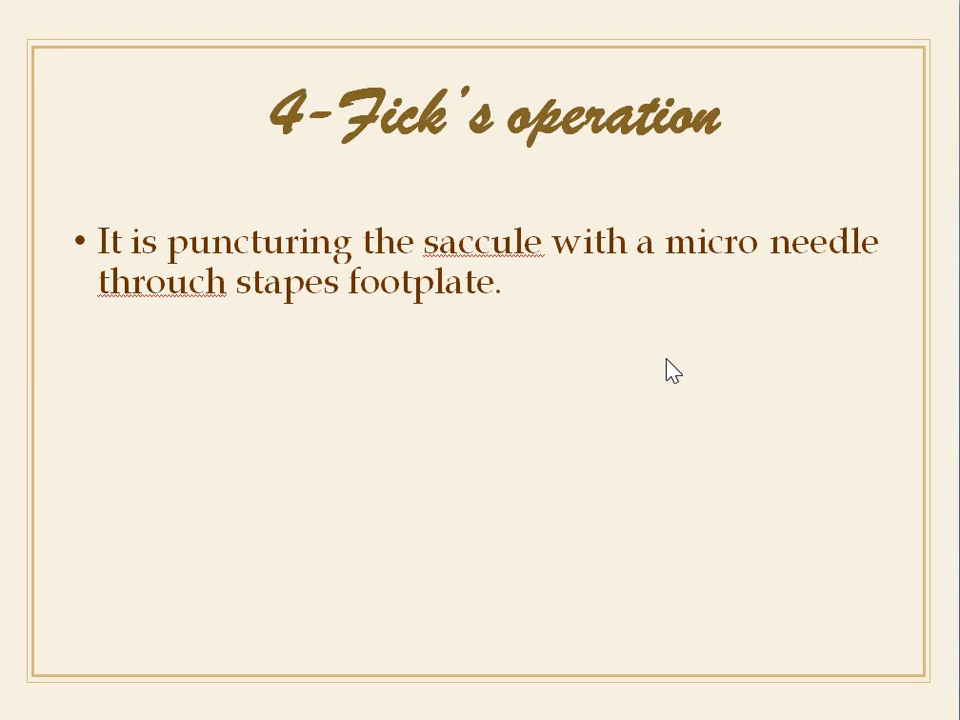 4-Fick's operation
• It is puncturing the saccule with a micro needle
throuch stapes footplate.